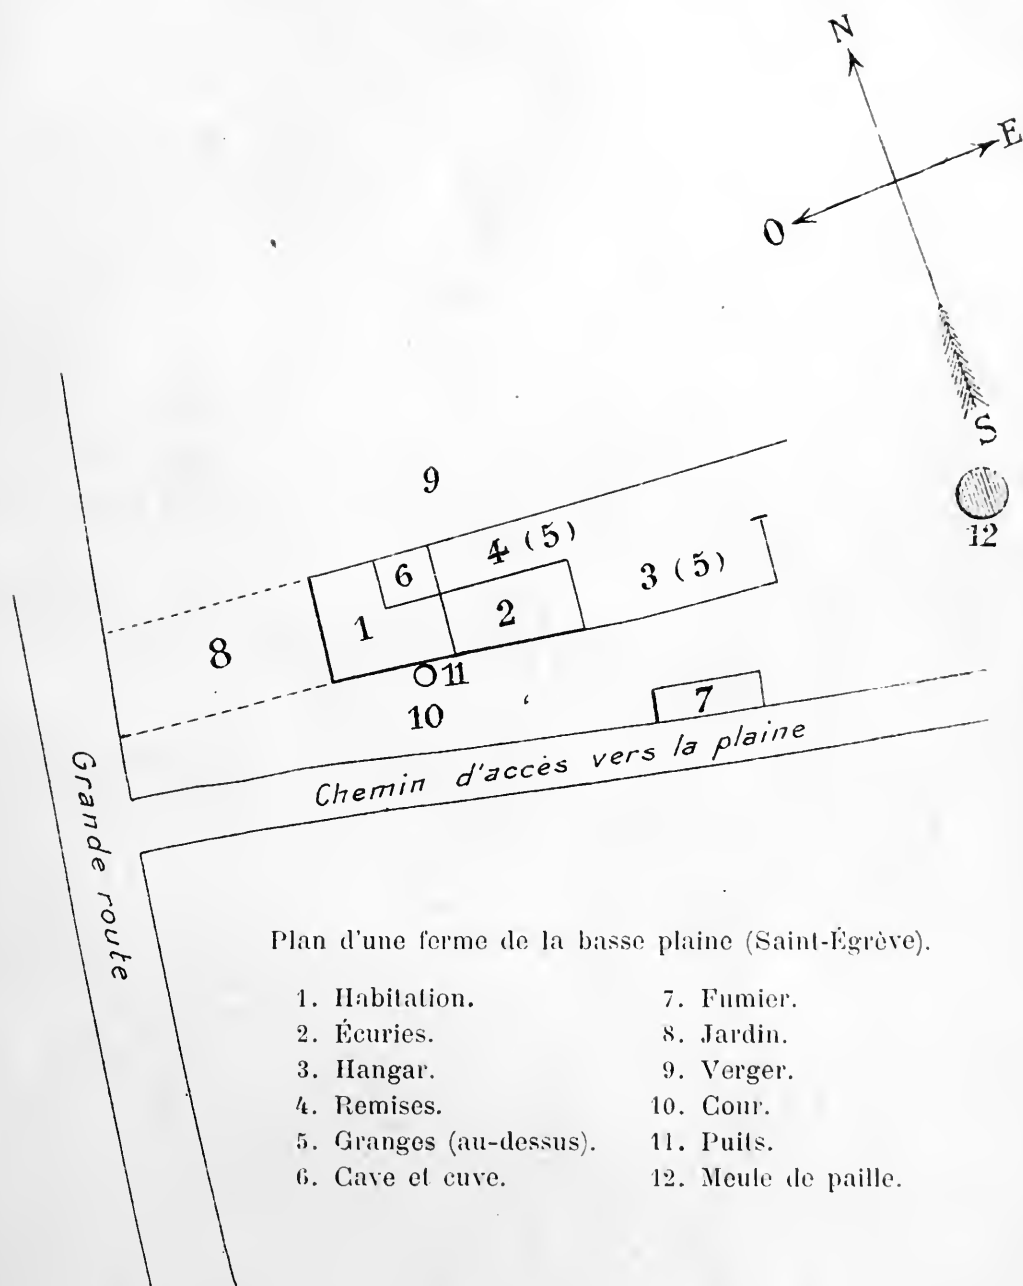 N
E
O
S
12
9
4 (5)
3 (5)
6
2
1
8
11
10
7
Chemin d'accès vers la plaine
Grande route
Plan d'une ferme de la basse plaine (Saint-Égrève).
1. Habitation.
2. Écuries.
3. Hangar.
4. Remises.
5. Granges (au-dessus).
6. Cave et cuve.
7. Fumier.
8. Jardin.
9. Verger.
10. Cour.
11. Puits.
12. Meule de paille.